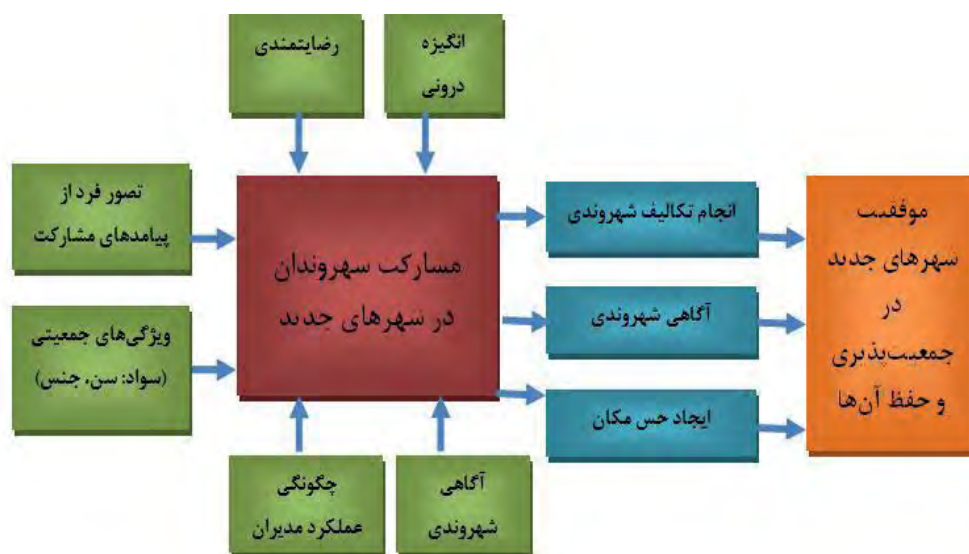 رضایتمندی
انگیزه
درونی
تصور فرد از
پیامدهای مشارکت
ویژگی‌های جمعیتی
(سواد: سن، جنس)
مشارکت شهروندان
در شهرهای جدید
چگونگی
عملکرد مدیران
آگاهی
شهروندی
انجام تکالیف شهروندی
آگاهی شهروندی
ایجاد حس مکان
موفقیت
شهرهای جدید
در
جمعیت‌پذیری
و حفظ آن‌ها